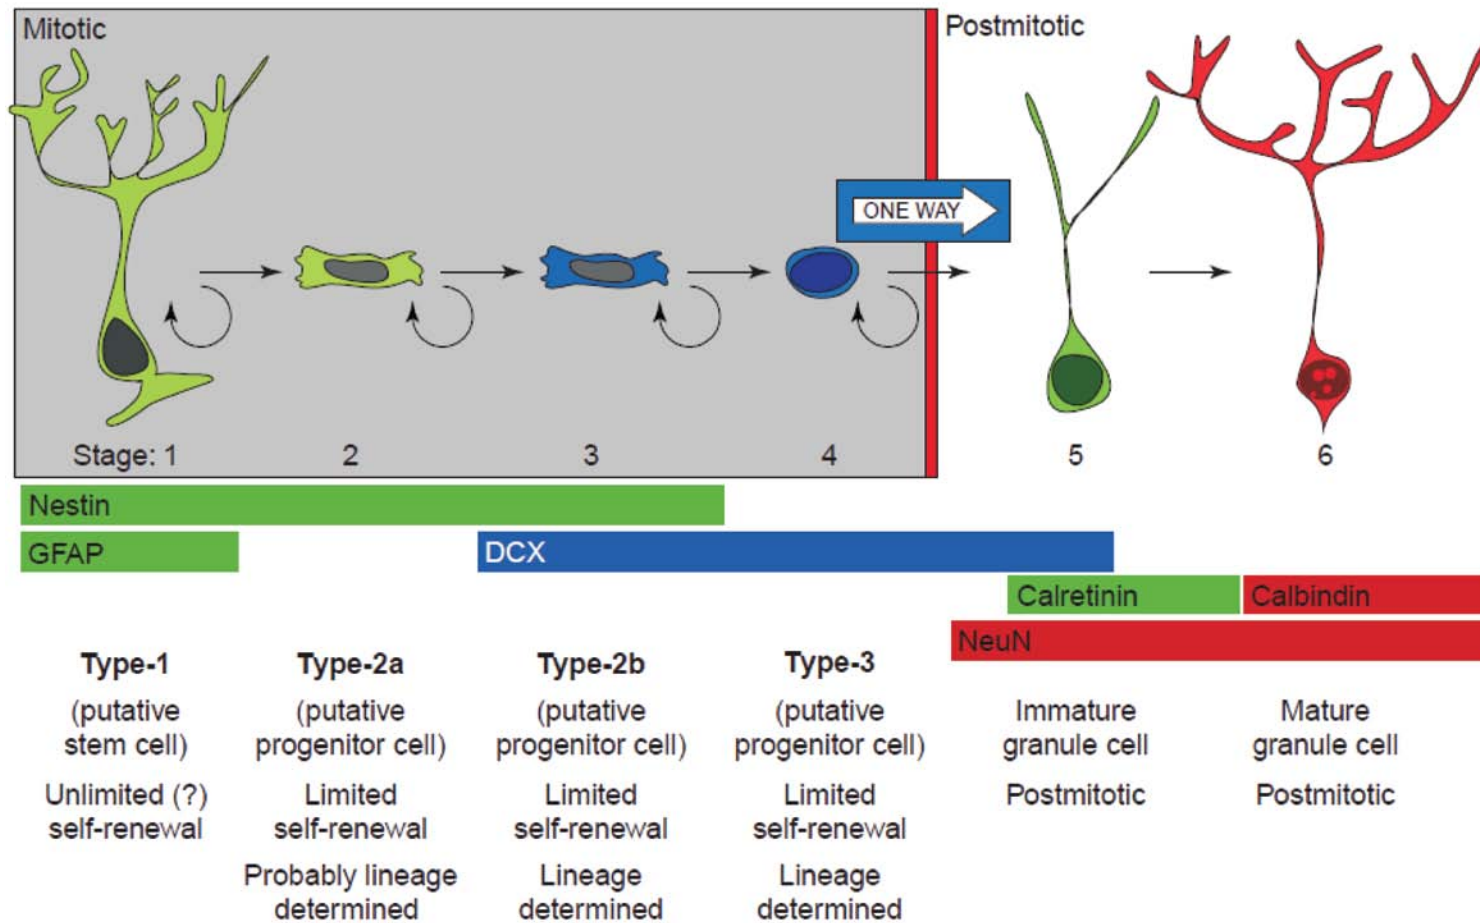 Mitotic
Postmitotic
ONE WAY
Stage: 1
2
3
4
5
6
Nestin
GFAP
DCX
Calretinin
Calbindin
NeuN
Type-1
(putative
stem cell)
Unlimited (?)
self-renewal
Type-2a
(putative
progenitor cell)
Limited
self-renewal
Probably lineage
determined
Type-2b
(putative
progenitor cell)
Limited
self-renewal
Lineage
determined
Type-3
(putative
progenitor cell)
Limited
self-renewal
Lineage
determined
Immature
granule cell
Postmitotic
Mature
granule cell
Postmitotic